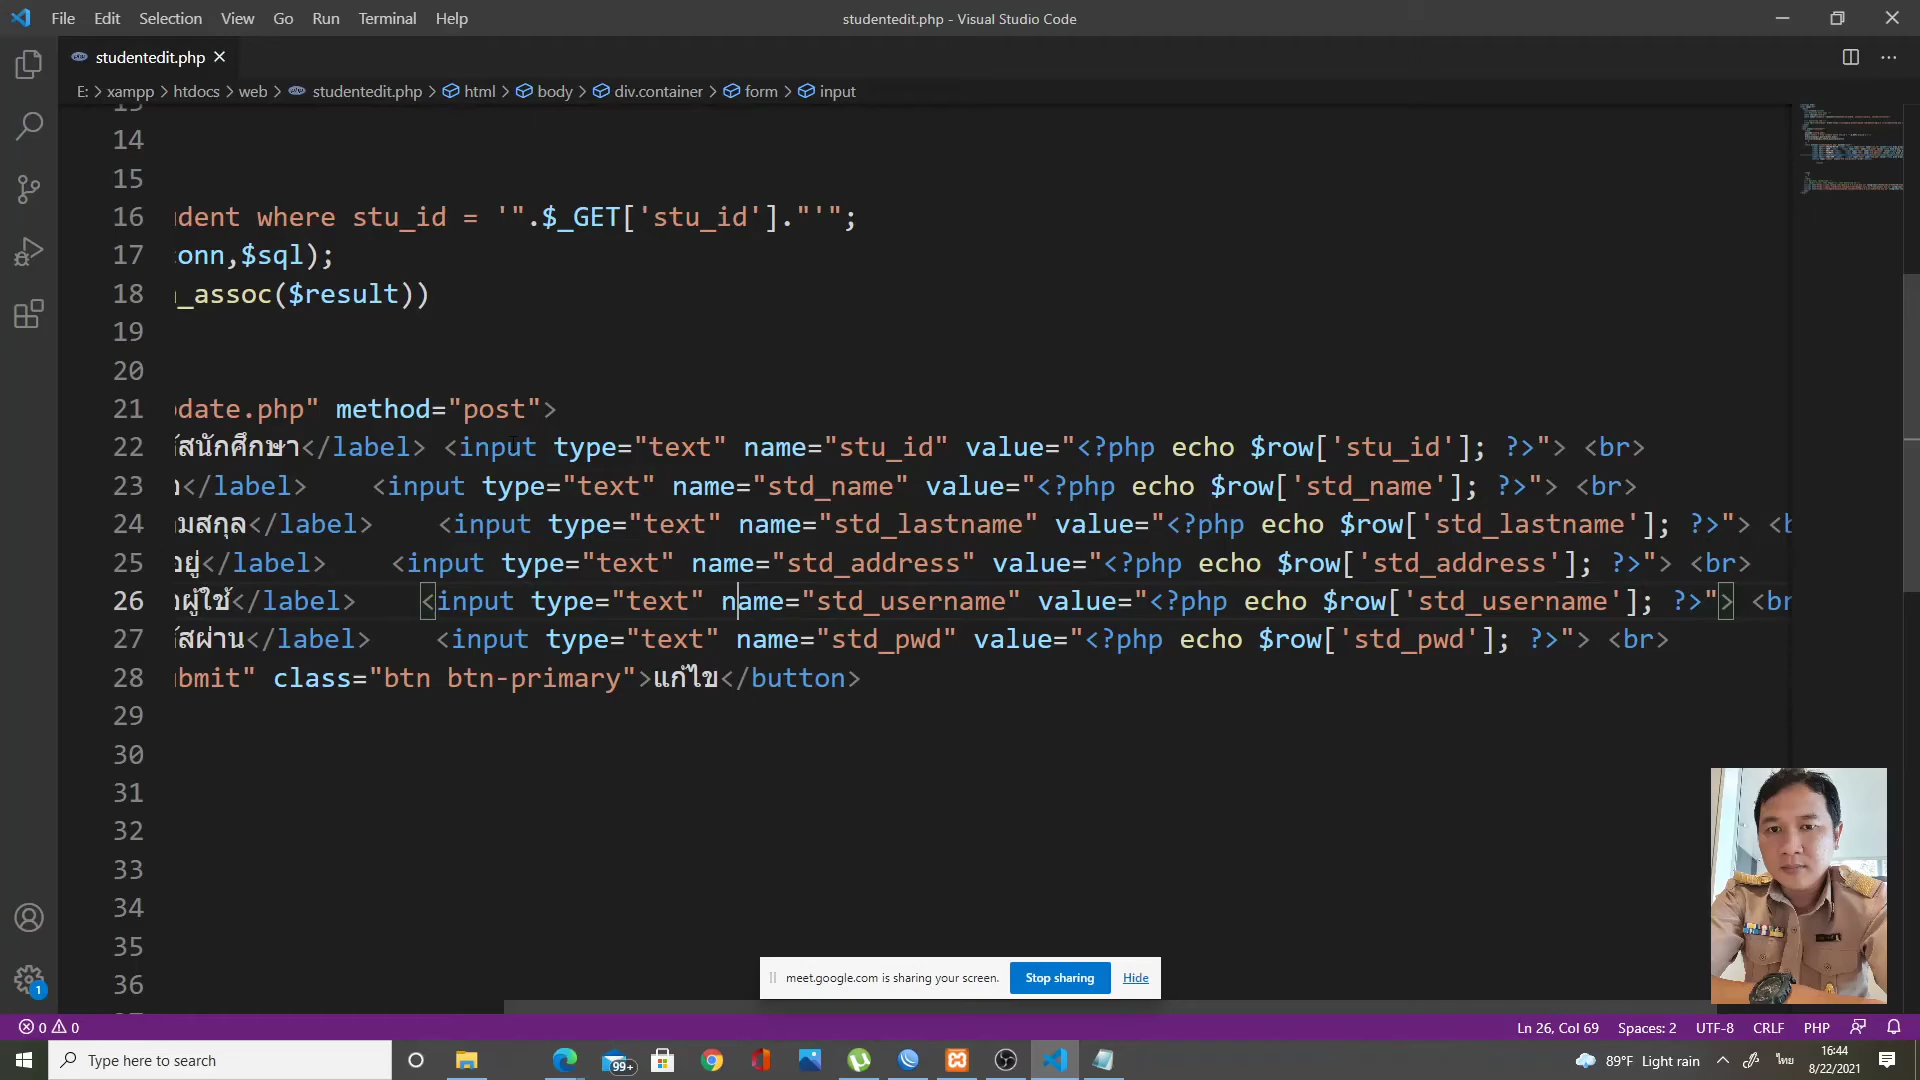 File Edit Selection View Go Run Terminal Help
studentedit.php - Visual Studio Code
studentedit.php
E: > xampp > htdocs > web > studentedit.php > html > body > div.container > form > input
14
15
16 dent where stu_id = '".$_GET['stu_id']."'";
17 onn,$sql);
18 _assoc($result))
19
20
21 date.php" method="post">
22 ัสนักศึกษา</label> <input type="text" name="stu_id" value="<?php echo $row['stu_id']; ?>"> <br>
23 </label> <input type="text" name="std_name" value="<?php echo $row['std_name']; ?>"> <br>
24 ามสกุล</label> <input type="text" name="std_lastname" value="<?php echo $row['std_lastname']; ?>"> <b
25 อยู่</label> <input type="text" name="std_address" value="<?php echo $row['std_address']; ?>"> <br>
26 ผู้ใช้</label> <input type="text" name="std_username" value="<?php echo $row['std_username']; ?>"> <br
27 ัสผ่าน</label> <input type="text" name="std_pwd" value="<?php echo $row['std_pwd']; ?>"> <br>
28 bmit" class="btn btn-primary">แก้ไข</button>
29
30
31
32
33
34
35
36
meet.google.com is sharing your screen. Stop sharing Hide
1
0 0
Ln 26, Col 69 Spaces: 2 UTF-8 CRLF PHP
Type here to search
99+
89°F Light rain
ไทย
16:44
8/22/2021